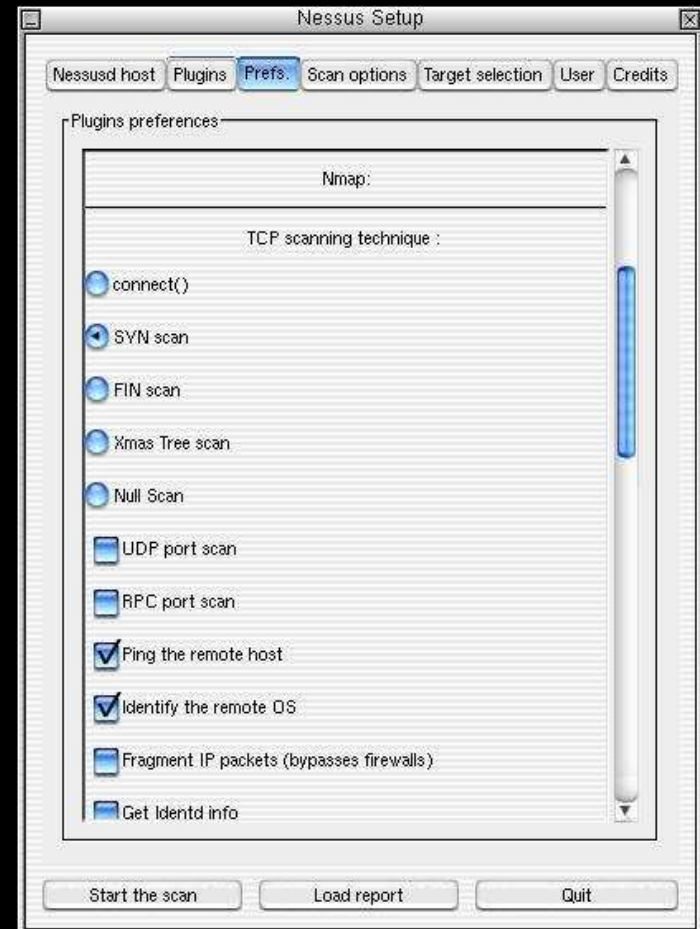 Nessus Setup
Nessusd host Plugins Prefs. Scan options Target selection User Credits
Plugins preferences
Nmap:
TCP scanning technique :
connect()
SYN scan
FIN scan
Xmas Tree scan
Null Scan
UDP port scan
RPC port scan
Ping the remote host
Identify the remote OS
Fragment IP packets (bypasses firewalls)
Get Identd info
Start the scan Load report Quit